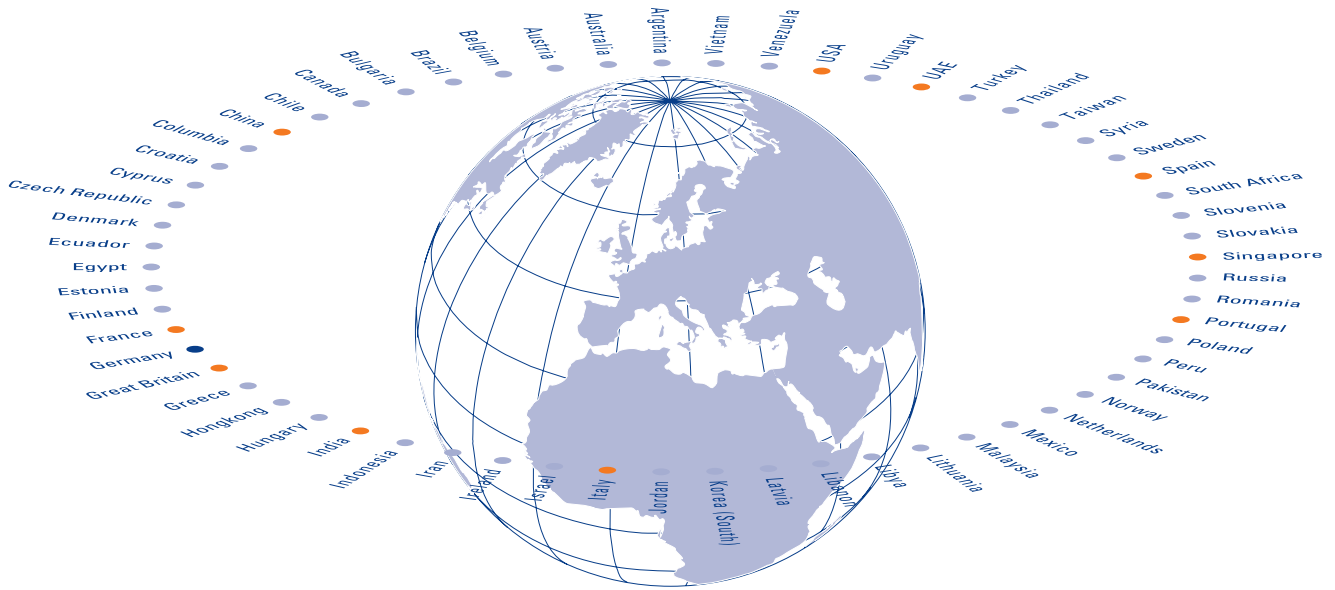 Argentina
Australia
Austria
Belgium
Brazil
Bulgaria
Canada
Chile
China
Columbia
Croatia
Cyprus
Czech Republic
Denmark
Ecuador
Egypt
Estonia
Finland
France
Germany
Great Britain
Greece
Hongkong
Hungary
India
Indonesia
Iran
Ireland
Israel
Italy
Jordan
Korea (South)
Latvia
Libanon
Libya
Lithuania
Malaysia
Mexico
Netherlands
Norway
Pakistan
Peru
Poland
Portugal
Romania
Russia
Singapore
Slovakia
Slovenia
South Africa
Spain
Sweden
Syria
Taiwan
Thailand
Turkey
UAE
Uruguay
USA
Venezuela
Vietnam